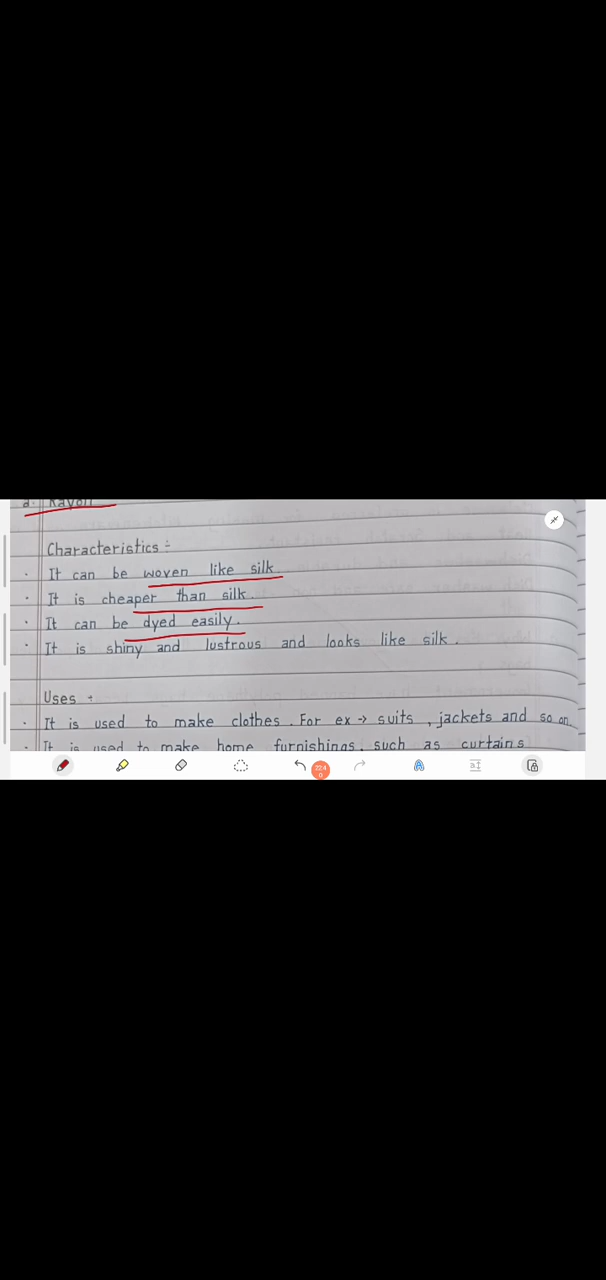 2. Rayon
Characteristics :-
· It can be woven like silk.
· It is cheaper than silk.
· It can be dyed easily.
· It is shiny and lustrous and looks like silk.
Uses :-
· It is used to make clothes. For ex → suits, jackets and so on.
· It is used to make home furnishings, such as curtains